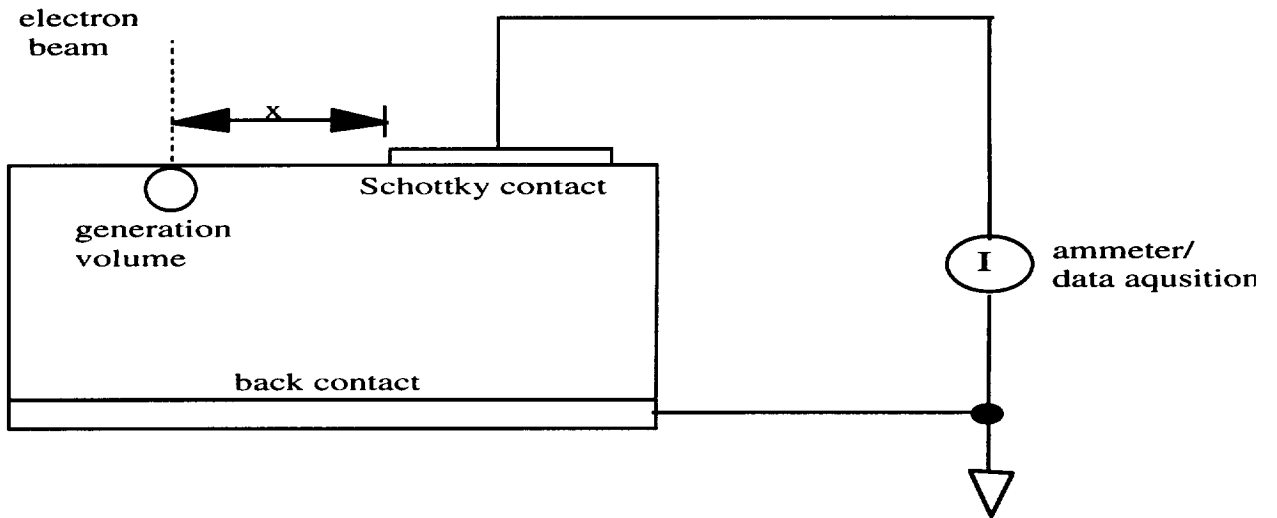 electron
beam
x
Schottky contact
generation
volume
I
ammeter/
data aqusition
back contact